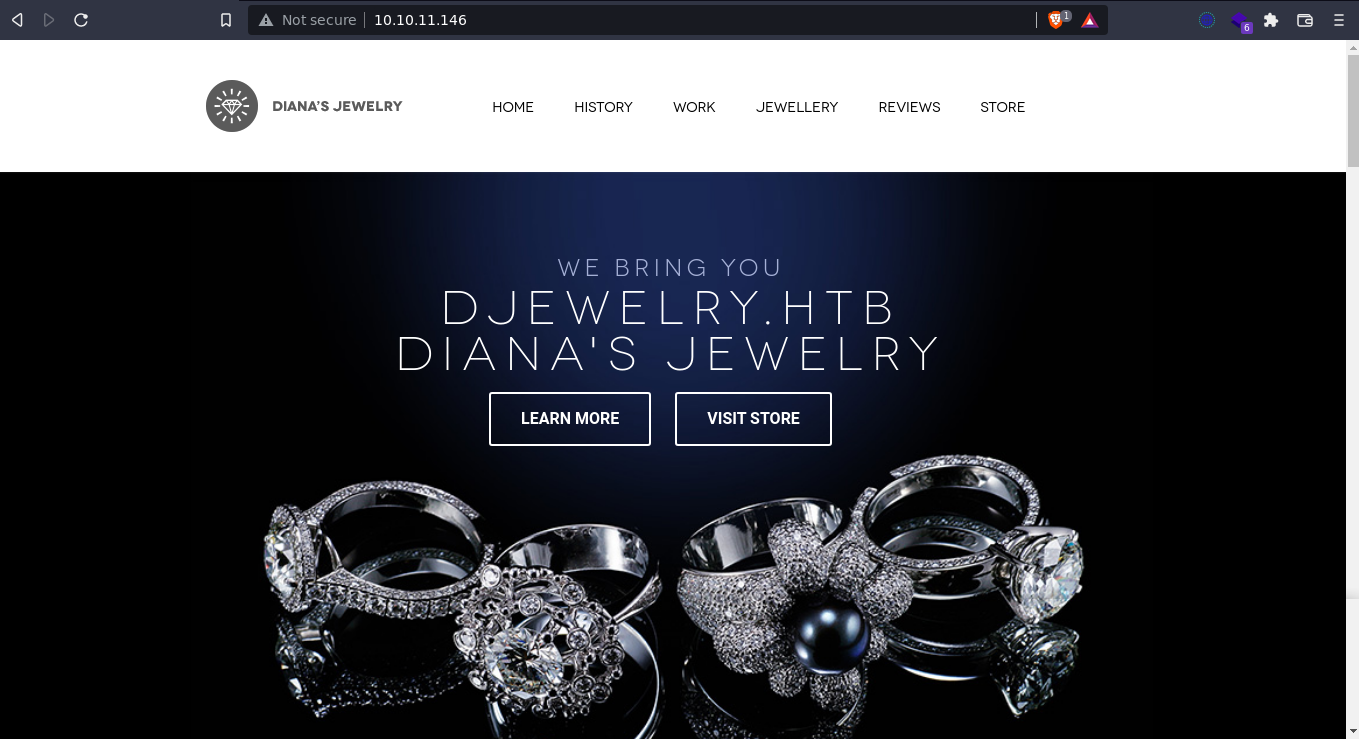 Not secure 10.10.11.146 1
6
DIANA'S JEWELRY HOME HISTORY WORK JEWELLERY REVIEWS STORE
WE BRING YOU
DJEWELRY.HTB
DIANA'S JEWELRY
LEARN MORE VISIT STORE